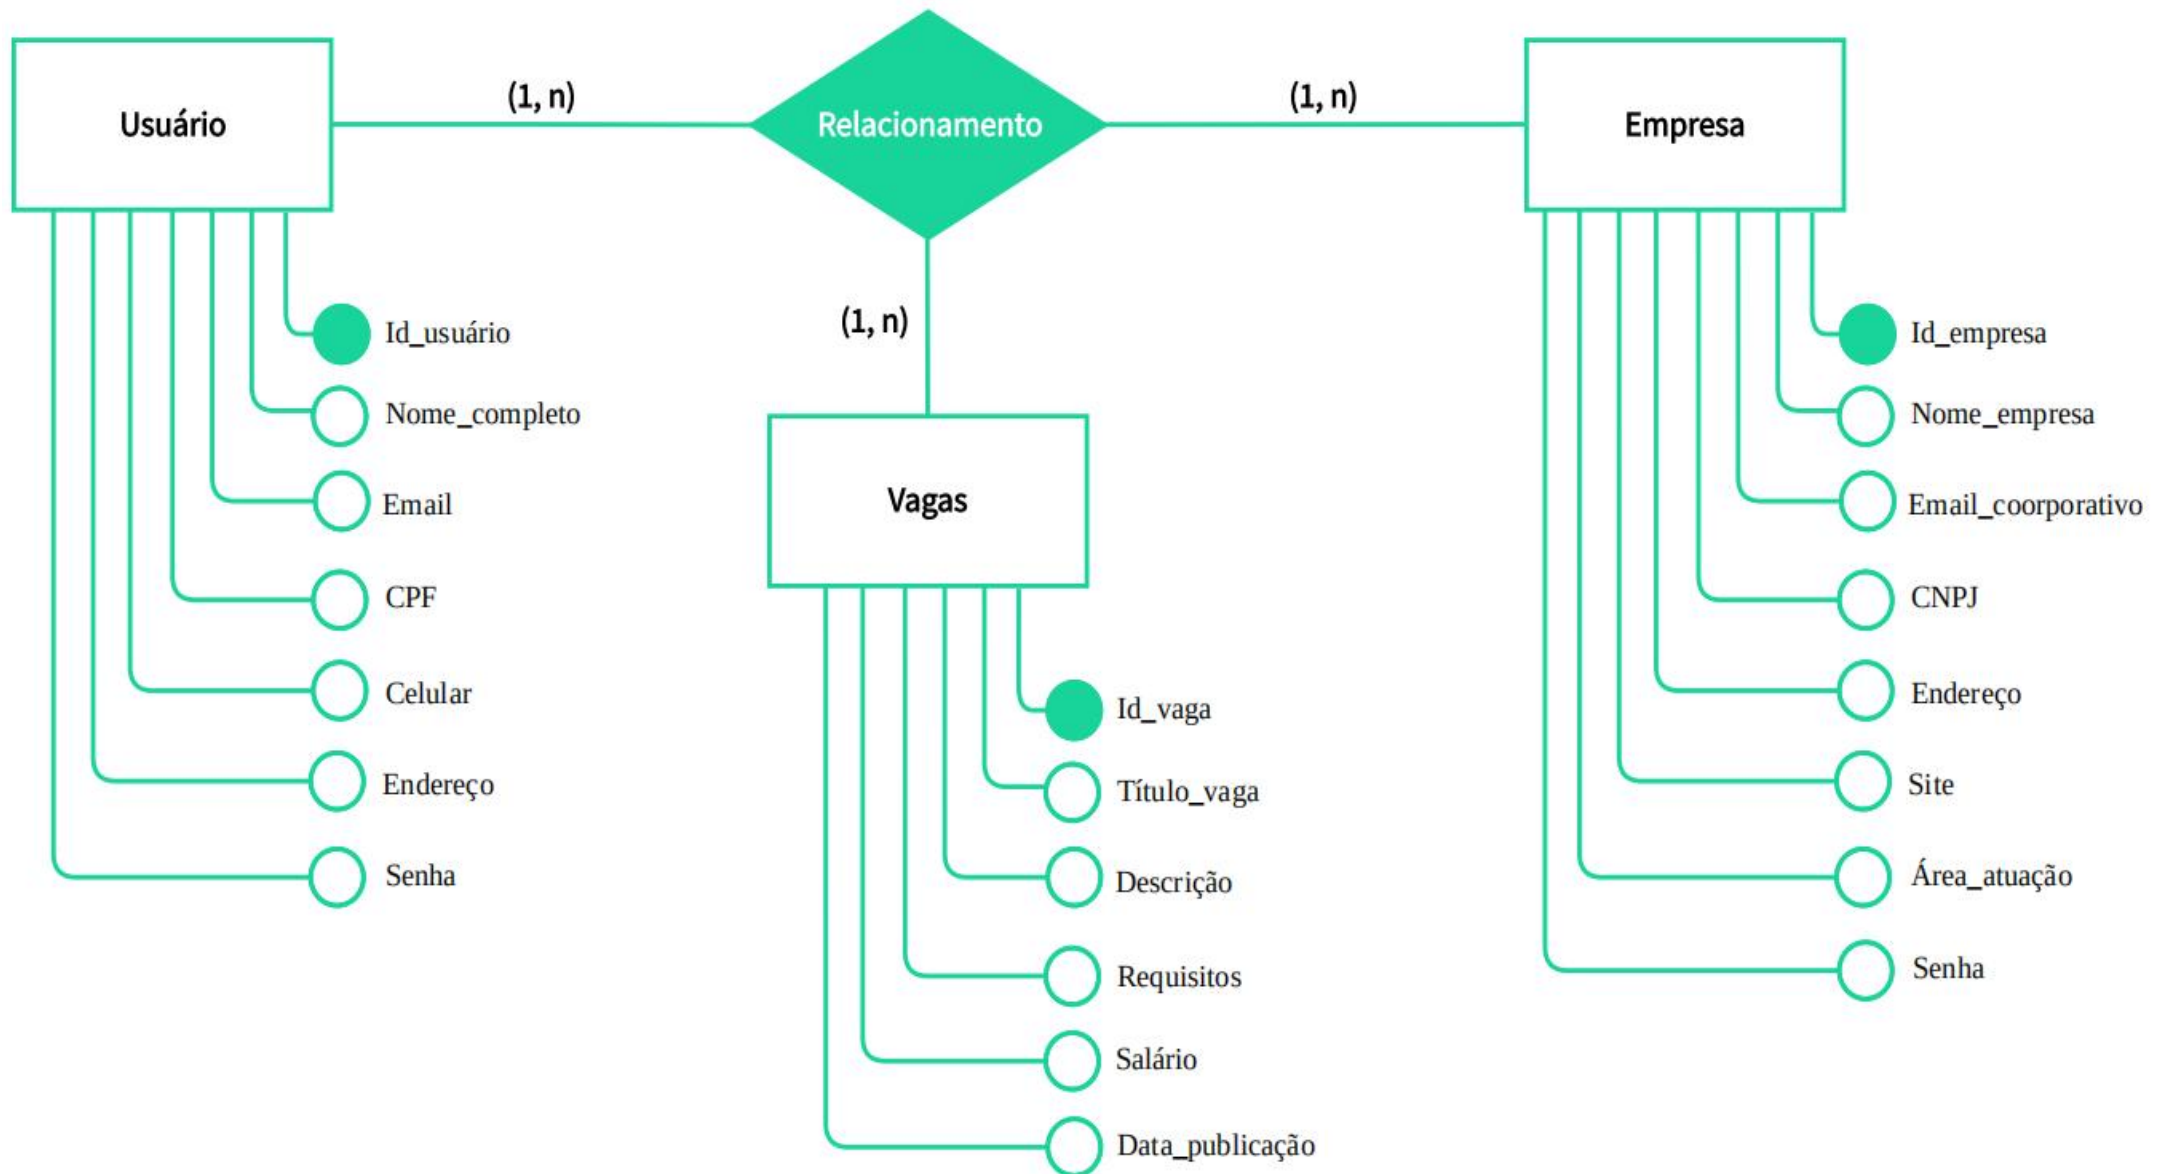 Usuário
(1, n)
Relacionamento
(1, n)
Empresa
(1, n)
Id_usuário
Nome_completo
Email
CPF
Celular
Endereço
Senha
Vagas
Id_vaga
Título_vaga
Descrição
Requisitos
Salário
Data_publicação
Id_empresa
Nome_empresa
Email_coorporativo
CNPJ
Endereço
Site
Área_atuação
Senha